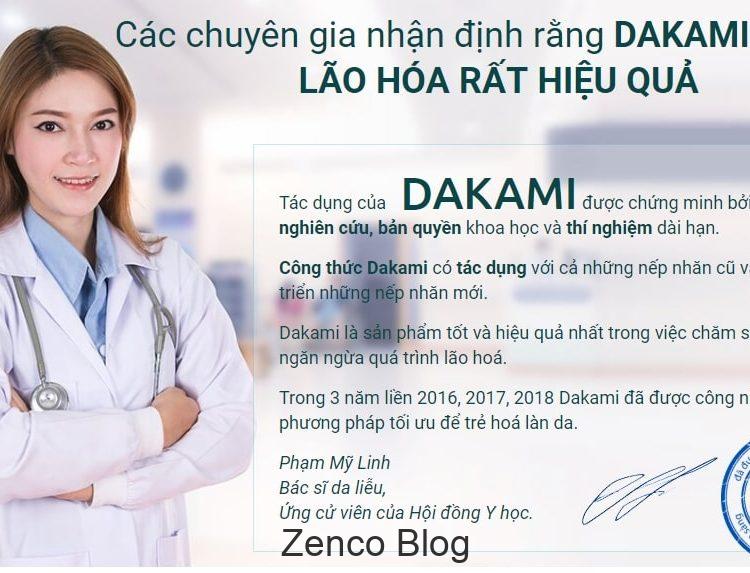 Các chuyên gia nhận định rằng DAKAMI
LÃO HÓA RẤT HIỆU QUẢ
Tác dụng của DAKAMI được chứng minh bởi
nghiên cứu, bản quyền khoa học và thí nghiệm dài hạn.
Công thức Dakami có tác dụng với cả những nếp nhăn cũ v
triển những nếp nhăn mới.
Dakami là sản phẩm tốt và hiệu quả nhất trong việc chăm s
ngăn ngừa quá trình lão hoá.
Trong 3 năm liền 2016, 2017, 2018 Dakami đã được công n
phương pháp tối ưu để trẻ hoá làn da.
Phạm Mỹ Linh
Bác sĩ da liễu,
Ứng cử viên của Hội đồng Y học.
Zenco Blog